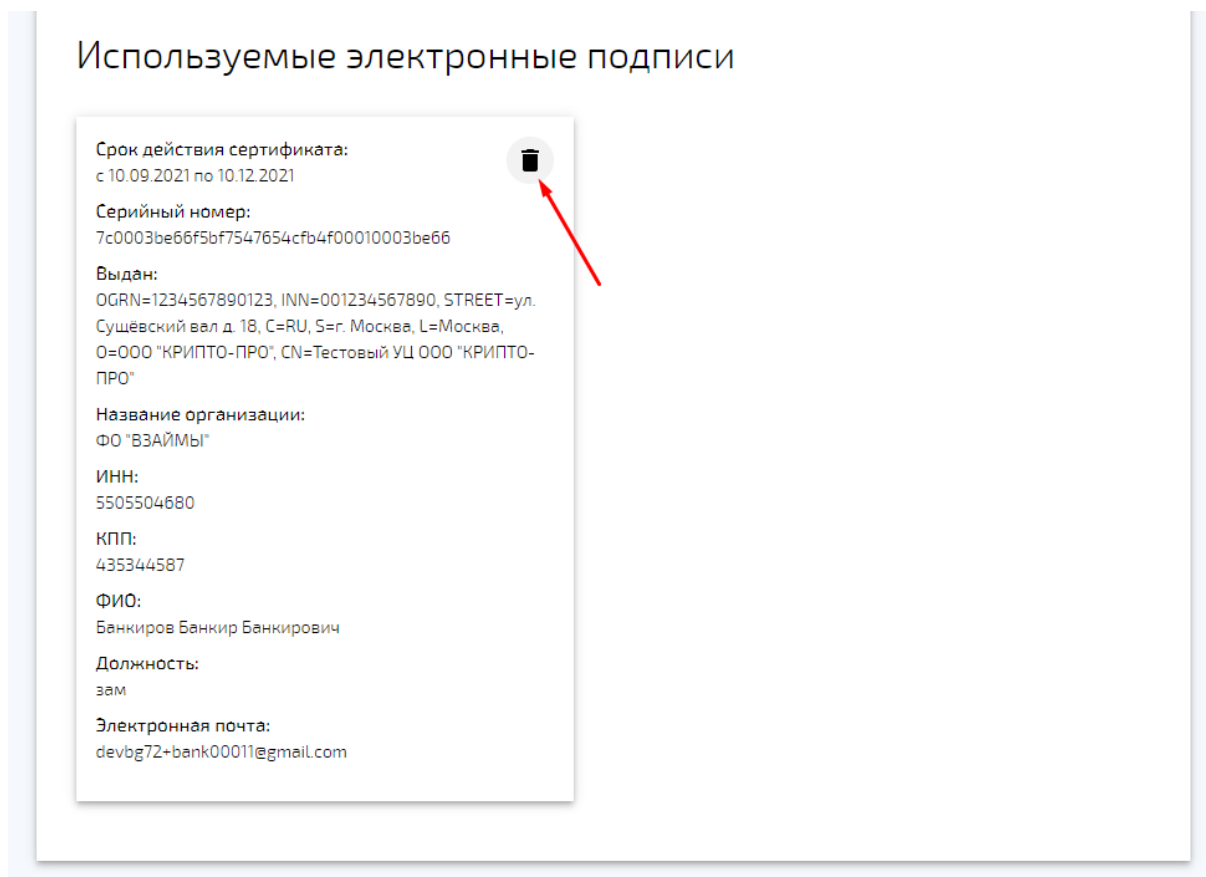 Используемые электронные подписи
Срок действия сертификата:
с 10.09.2021 по 10.12.2021
Серийный номер:
7c0003be66f5bf7547654cfb4f00010003be66
Выдан:
OGRN=1234567890123, INN=001234567890, STREET=ул.
Сущёвский вал д. 18, C=RU, S=г. Москва, L=Москва,
O=ООО "КРИПТО-ПРО", CN=Тестовый УЦ ООО "КРИПТО-
ПРО"
Название организации:
ФО "ВЗАЙМЫ"
ИНН:
5505504680
КПП:
435344587
ФИО:
Банкиров Банкир Банкирович
Должность:
зам
Электронная почта:
devbg72+bank00011@gmail.com